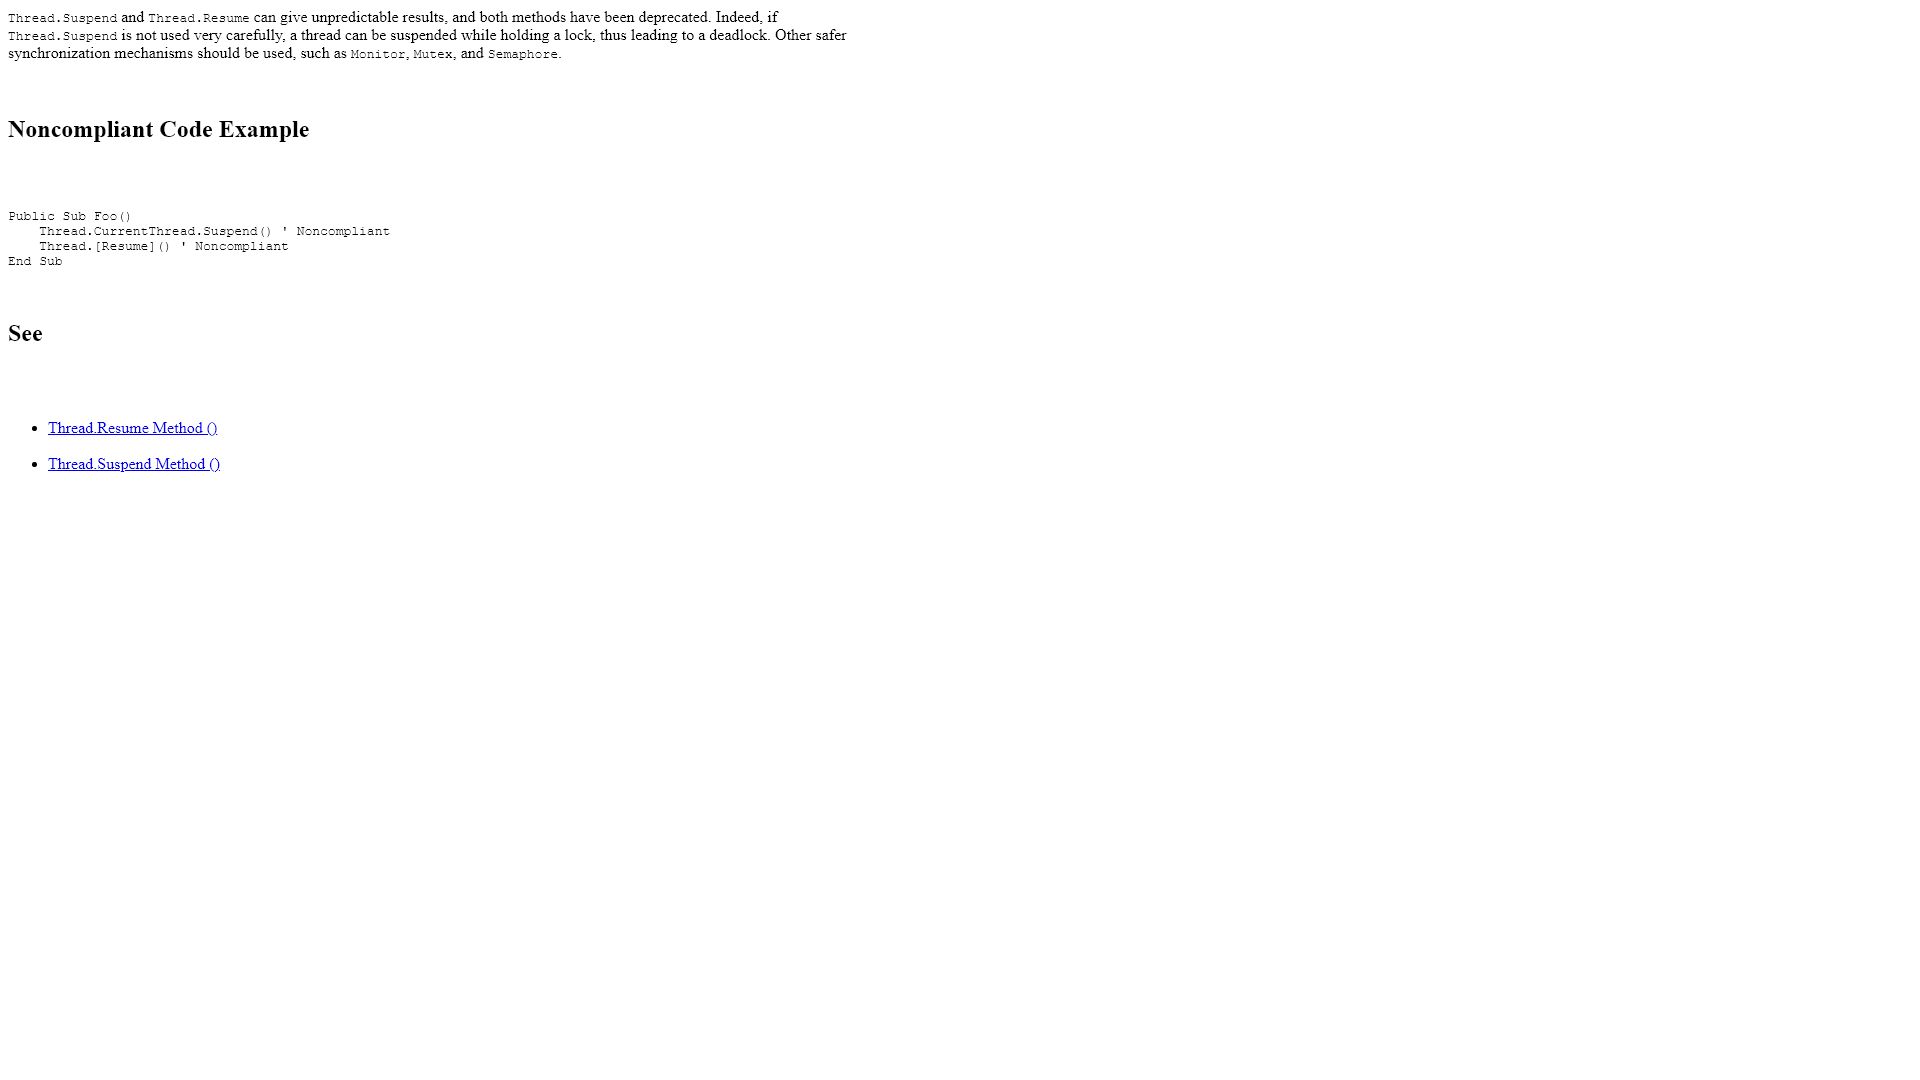 Thread.Suspend and Thread.Resume can give unpredictable results, and both methods have been deprecated. Indeed, if
Thread.Suspend is not used very carefully, a thread can be suspended while holding a lock, thus leading to a deadlock. Other safer
synchronization mechanisms should be used, such as Monitor, Mutex, and Semaphore.
Noncompliant Code Example
Public Sub Foo()
    Thread.CurrentThread.Suspend() ' Noncompliant
    Thread.[Resume]() ' Noncompliant
End Sub
See
• Thread.Resume Method ()
• Thread.Suspend Method ()